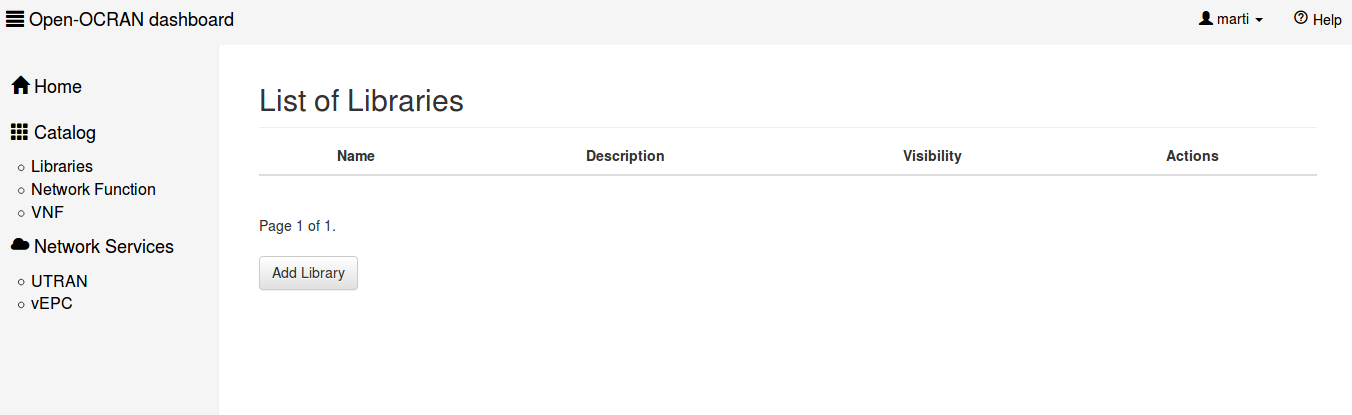 Open-OCRAN dashboard
marti
Help
Home
Catalog
Libraries
Network Function
VNF
Network Services
UTRAN
vEPC
List of Libraries
Name Description Visibility Actions
Page 1 of 1.
Add Library